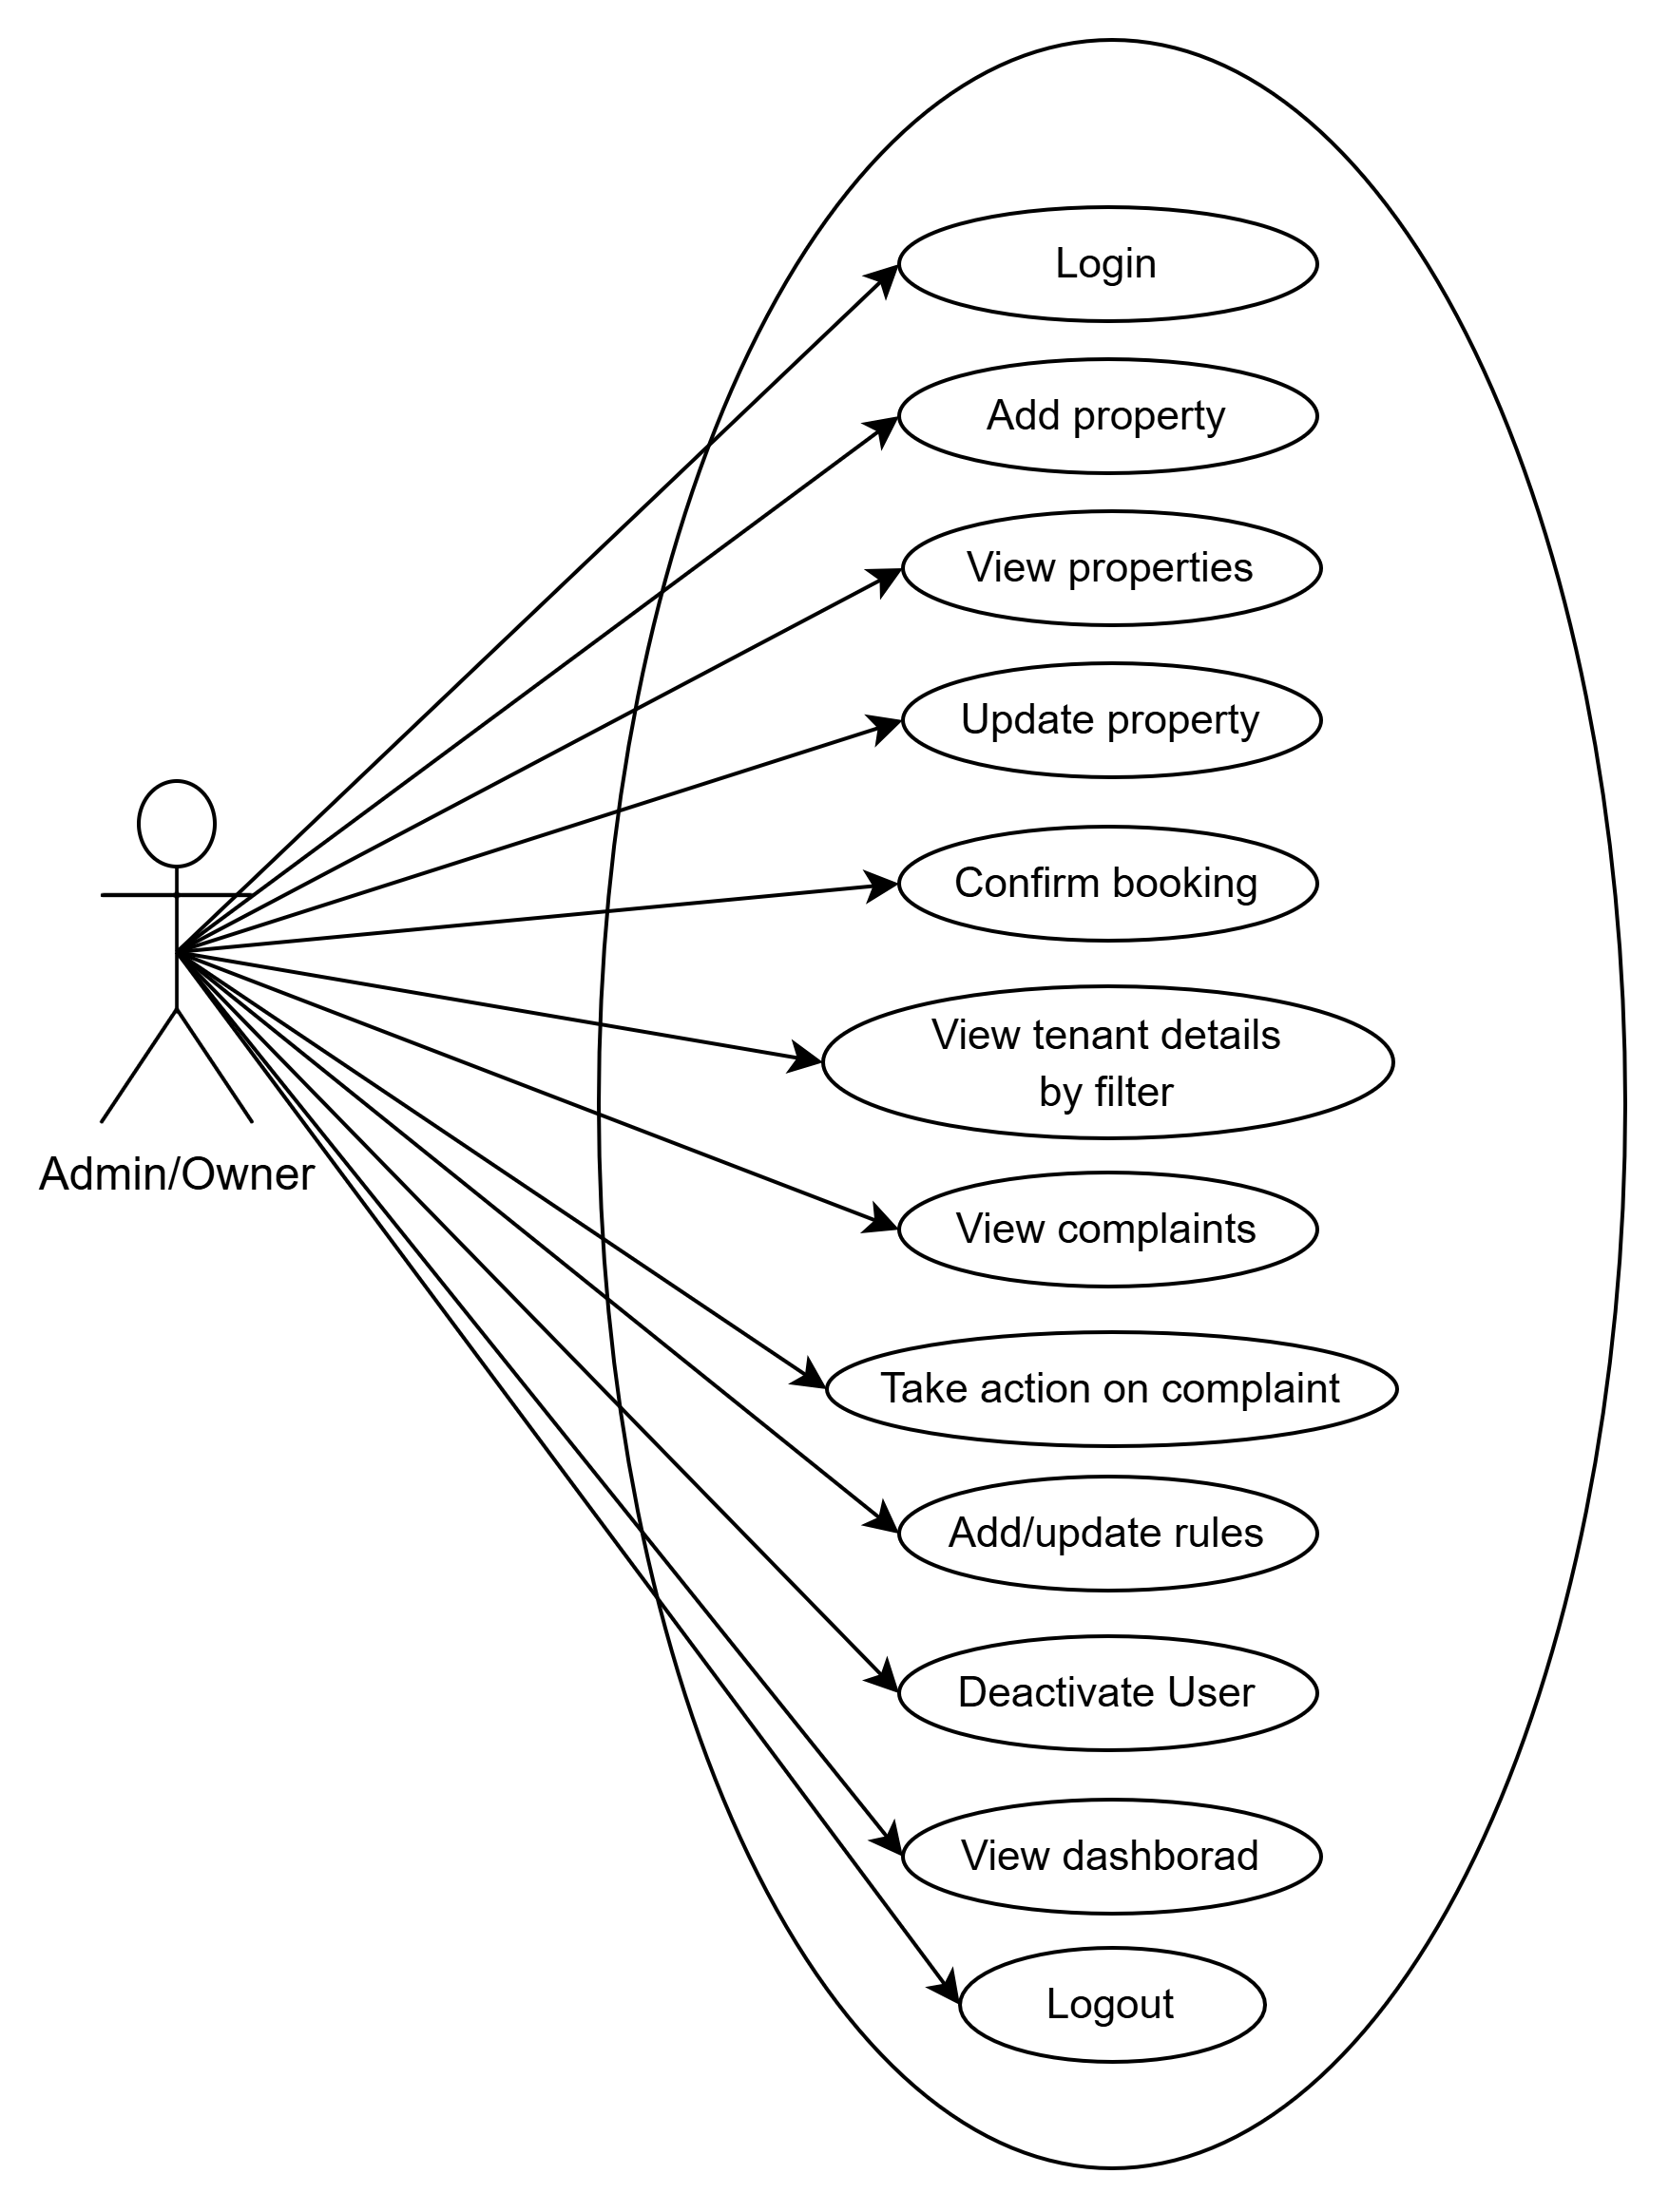 Login
Add property
View properties
Update property
Confirm booking
View tenant details
by filter
View complaints
Admin/Owner
Take action on complaint
Add/update rules
Deactivate User
View dashborad
Logout